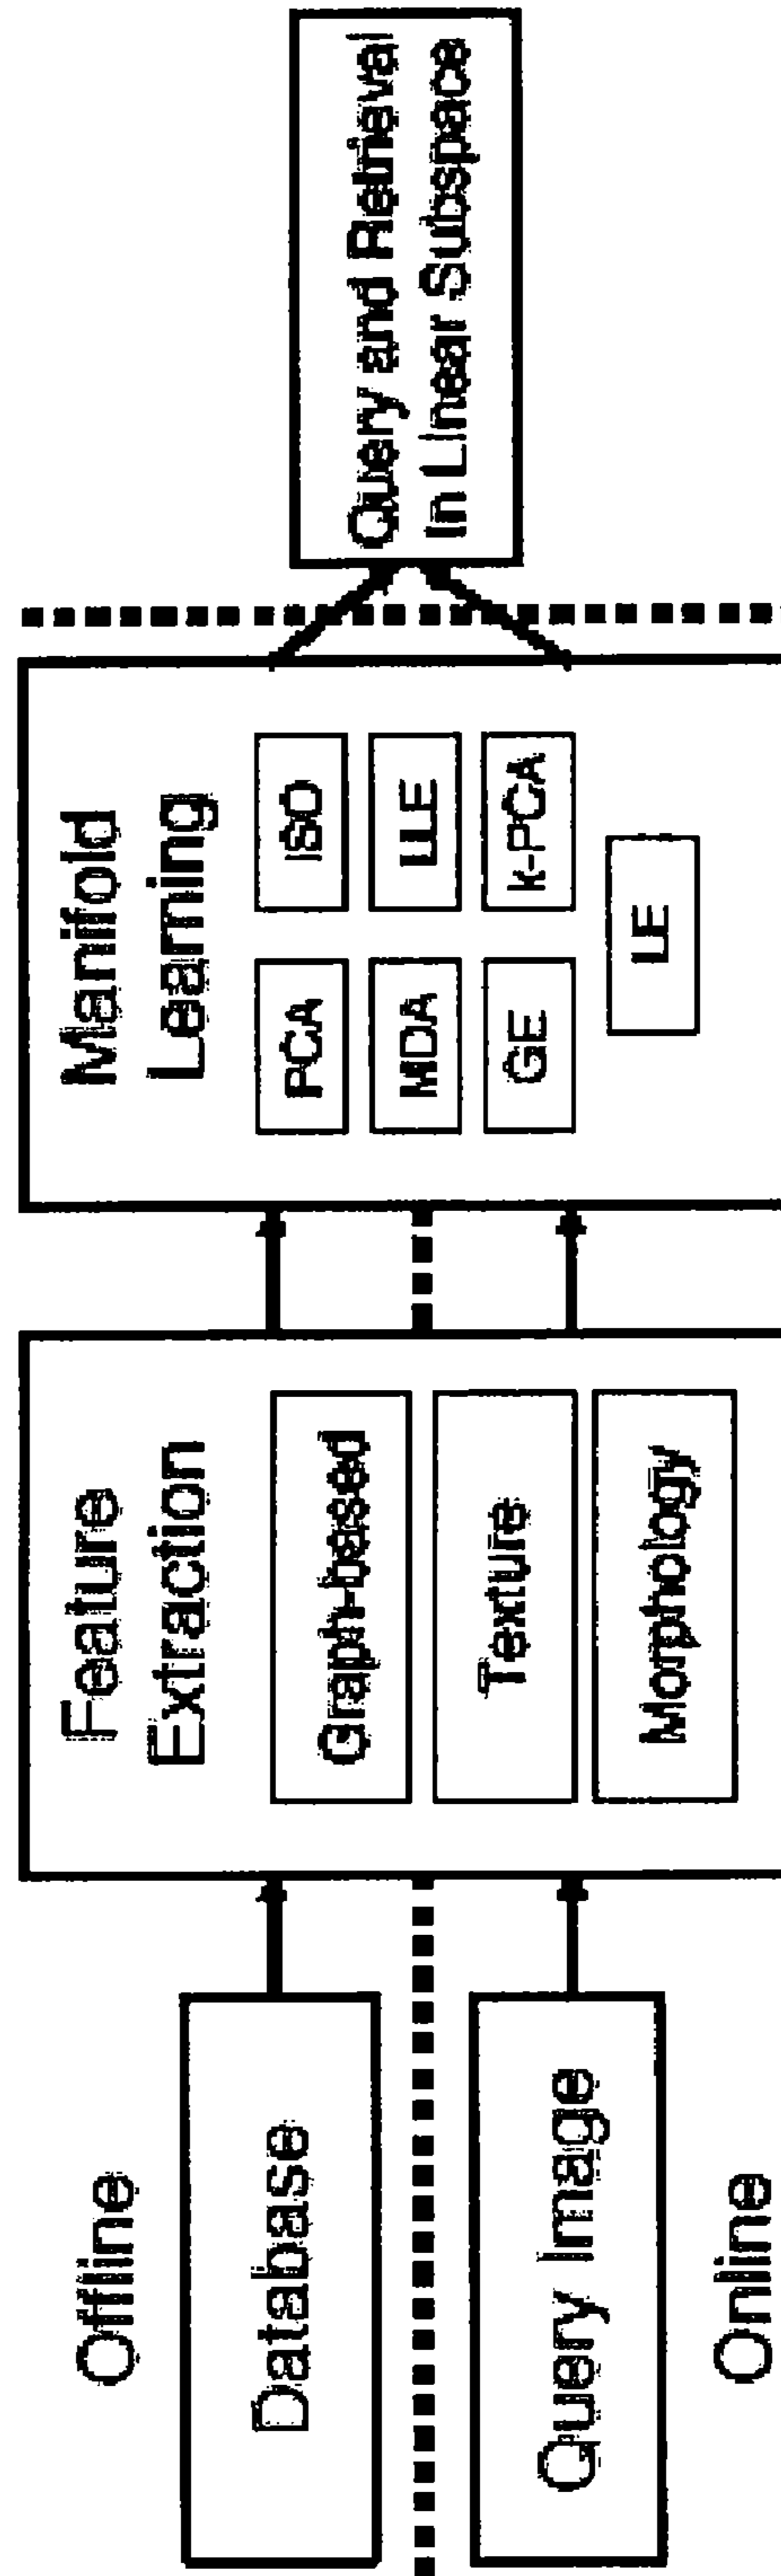 Offline
Database
Query Image
Online
Feature
Extraction
Graph-based
Texture
Morphology
Manifold
Learning
PCA
ISO
MDA
LLE
GE
k-PCA
LE
Query and Retrieval
In Linear Subspace